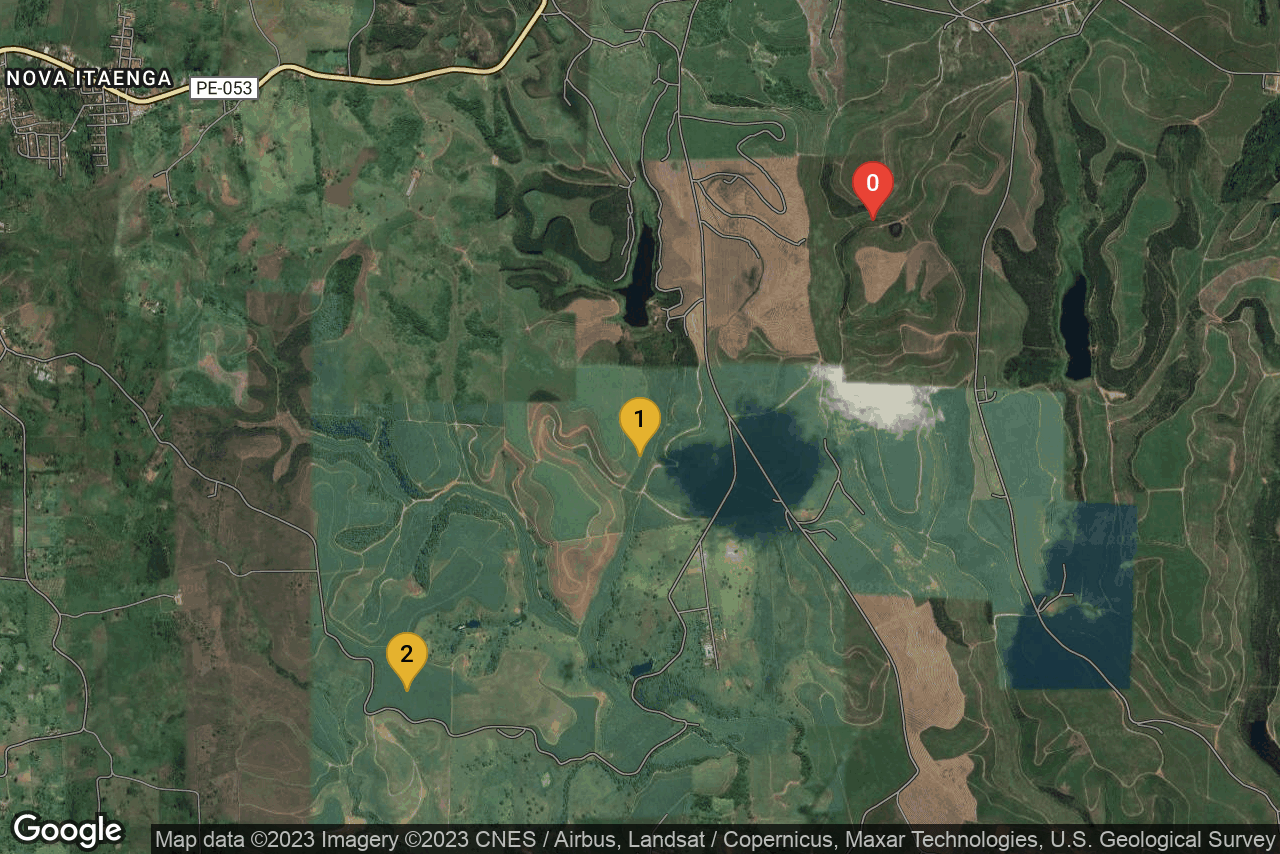 NOVA ITAENGA
PE-053
0
1
2
Google
Map data ©2023 Imagery ©2023 CNES / Airbus, Landsat / Copernicus, Maxar Technologies, U.S. Geological Survey